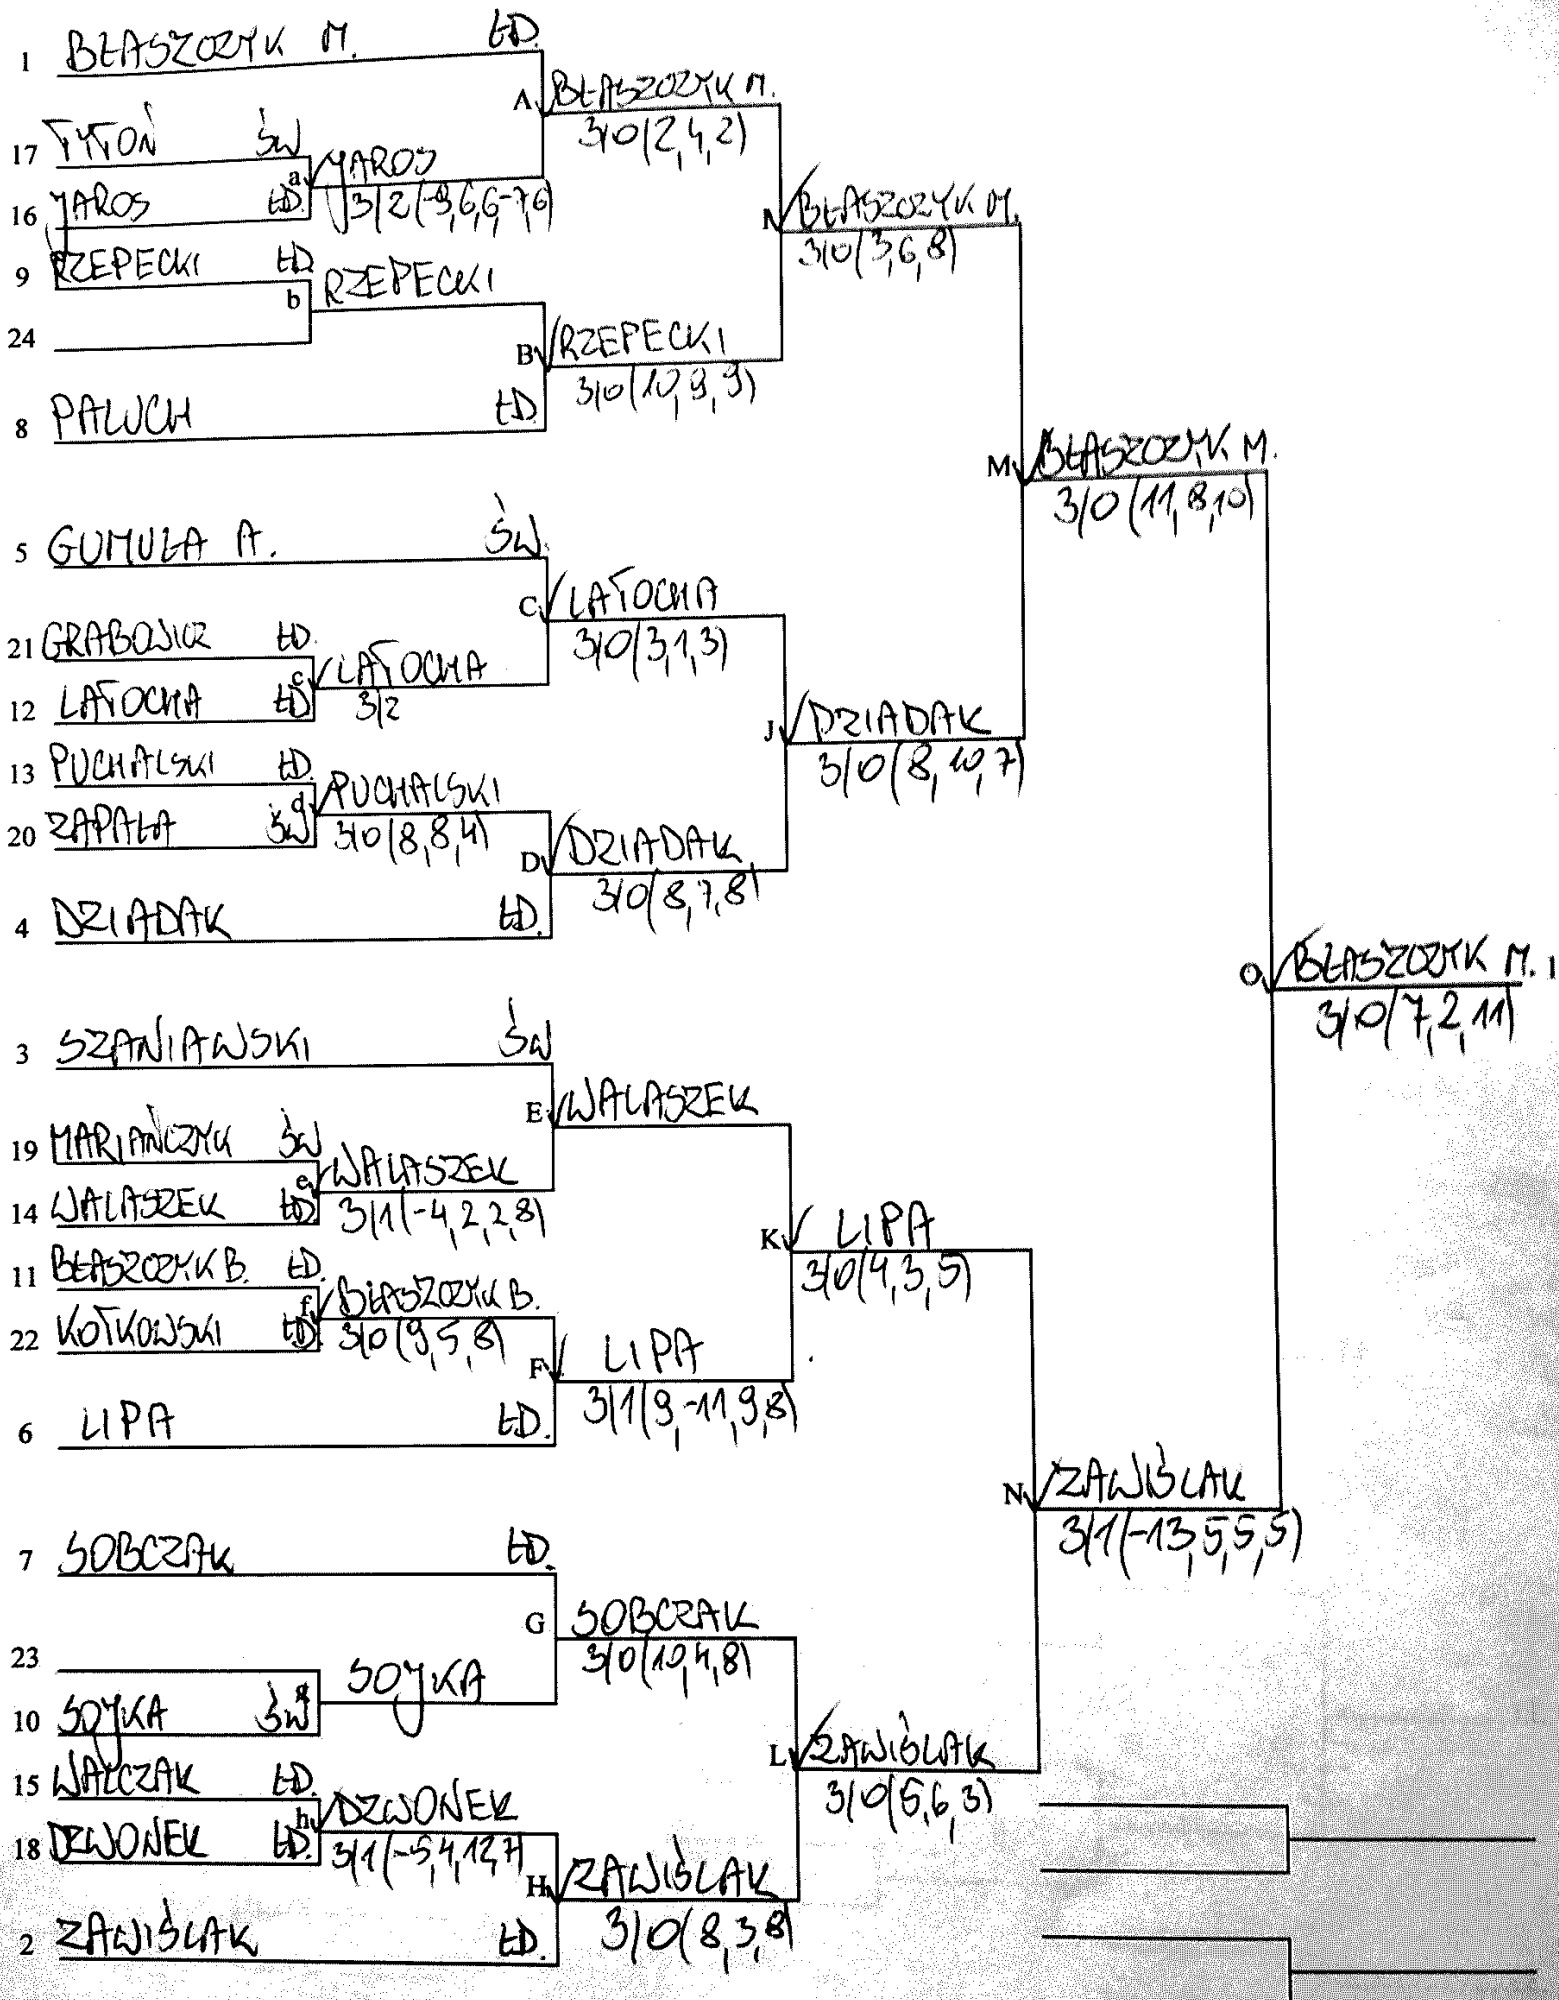 1 BŁASZCZYK M. ŁD.
A BŁASZCZYK M.
3/0 (2, 4, 2)
17 TYTOŃ ŚW
a JAROS
3/2 (-9, 6, 6, -7, 6)
16 JAROS ŁD.
I BŁASZCZYK M.
3/0 (3, 6, 8)
9 RZEPECKI ŁD
b RZEPECKI
24
B RZEPECKI
3/0 (10, 9, 9)
8 PALUCH ŁD.
M BŁASZCZYK M.
3/0 (11, 8, 10)
5 GUMUŁA A. ŚW.
C LATOCHA
3/0 (3, 1, 3)
21 GRABOWICZ ŁD.
c LATOCHA
3/2
12 LATOCHA ŁD
J DZIADAK
3/0 (8, 10, 7)
13 PUCHALSKI ŁD.
d PUCHALSKI
3/0 (8, 8, 4)
20 ZAPAŁA ŚW
D DZIADAK
3/0 (8, 7, 8)
4 DZIADAK ŁD.
O BŁASZCZYK M. 1
3/0 (7, 2, 11)
3 SZANIAWSKI ŚW
E WALASZEK
19 MARIAŃCZYK ŚW
e WALASZEK
3/1 (-4, 2, 2, 8)
14 WALASZEK ŁD
K LIPA
3/0 (4, 3, 5)
11 BŁASZCZYK B. ŁD.
f BŁASZCZYK B.
3/0 (9, 5, 8)
22 KOTKOWSKI ŁD
F LIPA
3/1 (9, -11, 9, 8)
6 LIPA ŁD.
N ZAWIŚLAK
3/1 (-13, 5, 5, 5)
7 SOBCZAK ŁD.
G SOBCZAK
3/0 (10, 4, 8)
23
SOJKA
10 SOJKA g ŚW
L ZAWIŚLAK
3/0 (5, 6, 3)
15 WALCZAK ŁD.
h DZWONEK
3/1 (-5, 4, 12, 7)
18 DZWONEK ŁD.
H ZAWIŚLAK
3/0 (8, 3, 8)
2 ZAWIŚLAK ŁD.